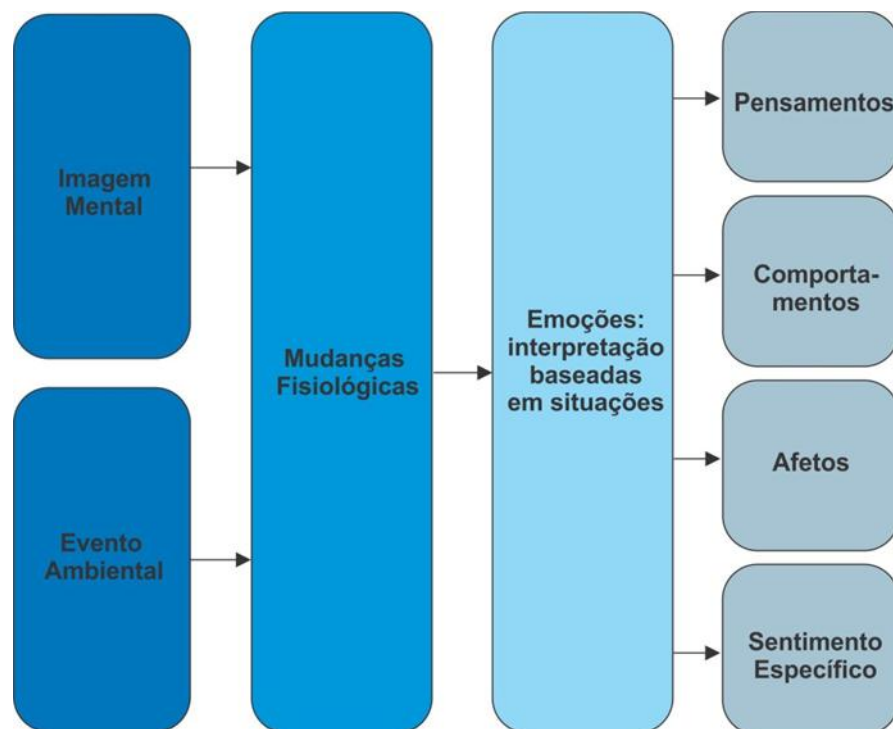 Imagem
Mental
Evento
Ambiental
Mudanças
Fisiológicas
Emoções:
interpretação
baseadas
em situações
Pensamentos
Comporta-
mentos
Afetos
Sentimento
Específico